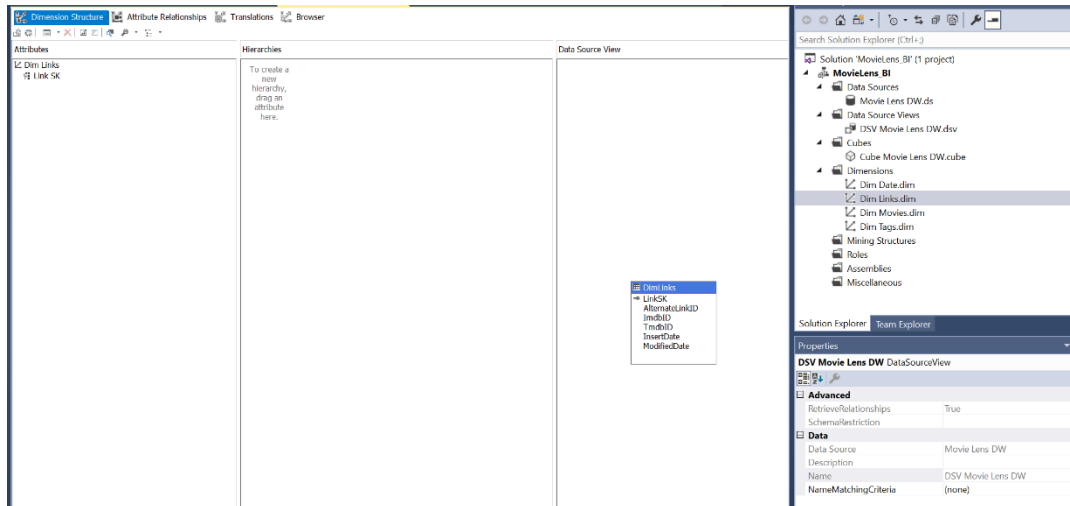 Dimension Structure Attribute Relationships Translations Browser
Attributes
Dim Links
Link SK
Hierarchies
To create a
new
hierarchy,
drag an
attribute
here.
Data Source View
DimLinks
LinkSK
AlternateLinkID
ImdbID
TmdbID
InsertDate
ModifiedDate
Search Solution Explorer (Ctrl+;)
Solution 'MovieLens_BI' (1 project)
MovieLens_BI
Data Sources
Movie Lens DW.ds
Data Source Views
DSV Movie Lens DW.dsv
Cubes
Cube Movie Lens DW.cube
Dimensions
Dim Date.dim
Dim Links.dim
Dim Movies.dim
Dim Tags.dim
Mining Structures
Roles
Assemblies
Miscellaneous
Solution Explorer Team Explorer
Properties
DSV Movie Lens DW DataSourceView
Advanced
RetrieveRelationships True
SchemaRestriction
Data
Data Source Movie Lens DW
Description
Name DSV Movie Lens DW
NameMatchingCriteria (none)